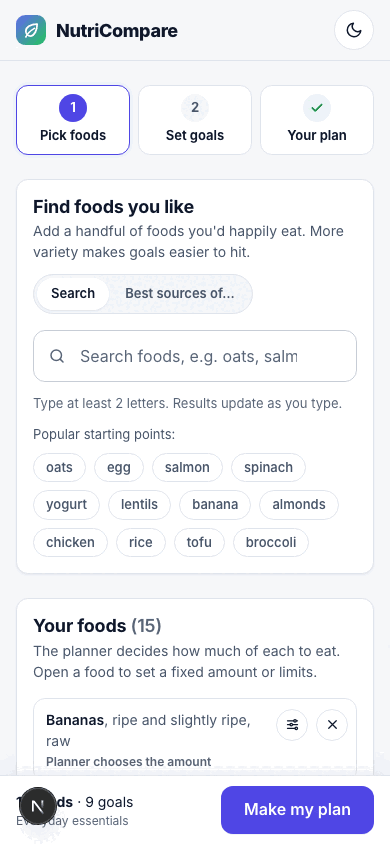 NutriCompare
1
Pick foods
2
Set goals
Your plan
Find foods you like
Add a handful of foods you'd happily eat. More
variety makes goals easier to hit.
Search
Best sources of...
Search foods, e.g. oats, salm
Type at least 2 letters. Results update as you type.
Popular starting points:
oats
egg
salmon
spinach
yogurt
lentils
banana
almonds
chicken
rice
tofu
broccoli
Your foods (15)
The planner decides how much of each to eat.
Open a food to set a fixed amount or limits.
Bananas, ripe and slightly ripe,
raw
Planner chooses the amount
N
· 9 goals
essentials
Make my plan